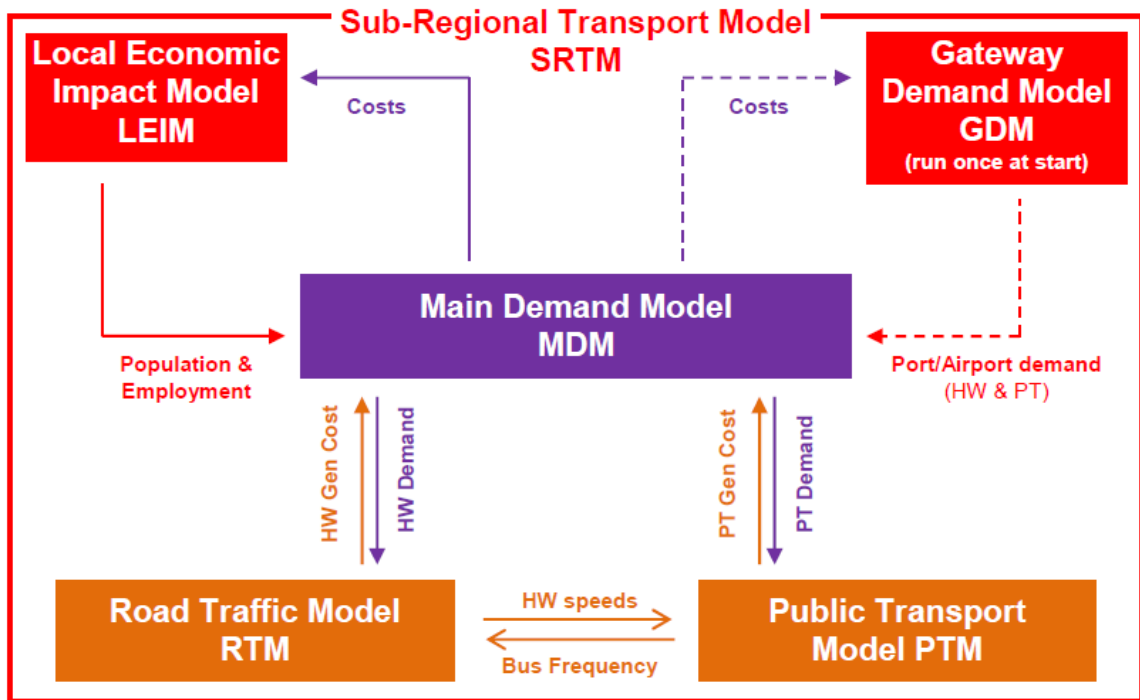 Sub-Regional Transport Model
SRTM
Local Economic
Impact Model
LEIM
Costs
Costs
Gateway
Demand Model
GDM
(run once at start)
Main Demand Model
MDM
Population &
Employment
Port/Airport demand
(HW & PT)
HW Gen Cost
HW Demand
PT Gen Cost
PT Demand
Road Traffic Model
RTM
HW speeds
Bus Frequency
Public Transport
Model PTM